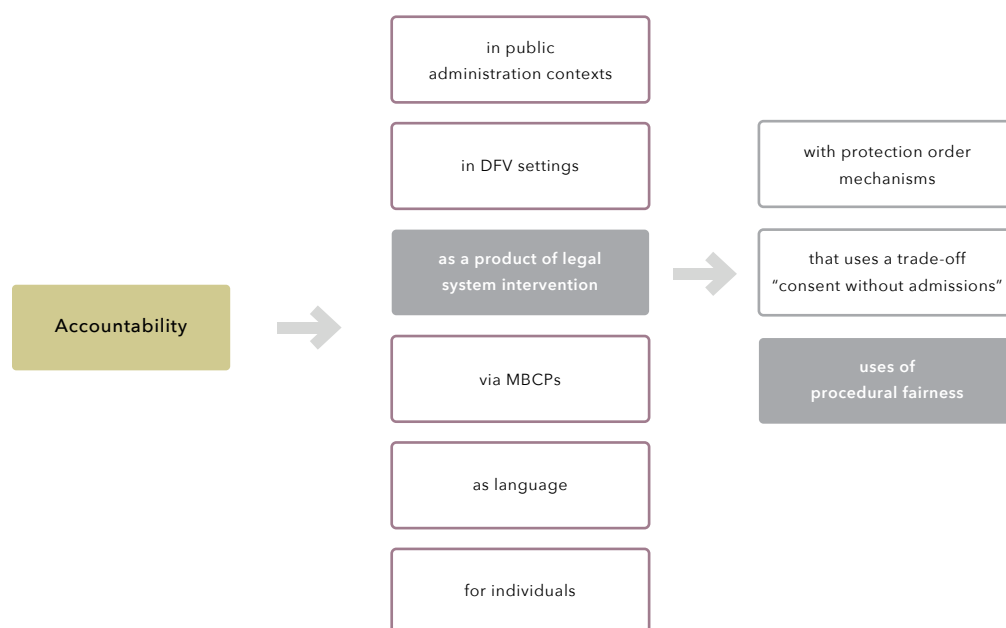 Accountability
in public
administration contexts
in DFV settings
as a product of legal
system intervention
via MBCPs
as language
for individuals
with protection order
mechanisms
that uses a trade-off
“consent without admissions”
uses of
procedural fairness